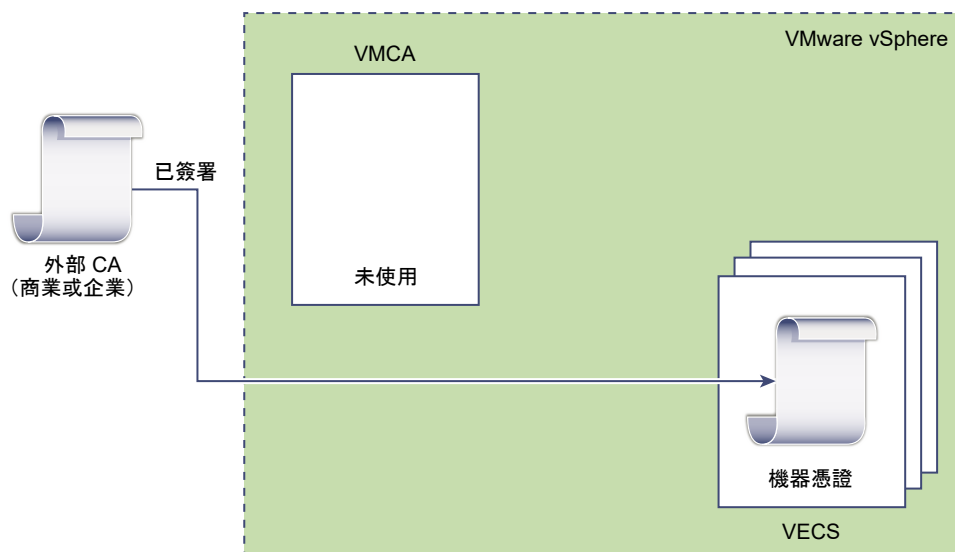 VMware vSphere
VMCA
已簽署
外部 CA
（商業或企業）
未使用
機器憑證
VECS